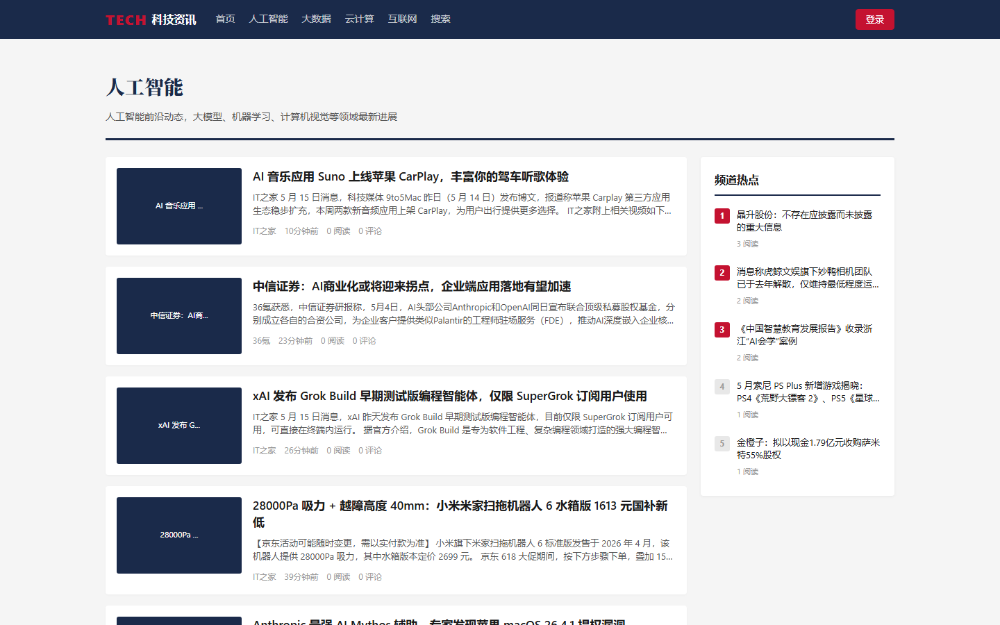 TECH 科技资讯 首页 人工智能 大数据 云计算 互联网 搜索 登录
人工智能
人工智能前沿动态，大模型、机器学习、计算机视觉等领域最新进展
AI 音乐应用 ...
AI 音乐应用 Suno 上线苹果 CarPlay，丰富你的驾车听歌体验
IT之家 5 月 15 日消息，科技媒体 9to5Mac 昨日（5 月 14 日）发布博文，报道称苹果 Carplay 第三方应用
生态稳步扩充，本周两款新音频应用上架 CarPlay，为用户出行提供更多选择。 IT之家附上相关视频如下...
IT之家 10分钟前 0 阅读 0 评论
中信证券：AI商...
中信证券：AI商业化或将迎来拐点，企业端应用落地有望加速
36氪获悉，中信证券研报称，5月4日，AI头部公司Anthropic和OpenAI同日宣布联合顶级私募股权基金，分
别成立各自的合资公司，为企业客户提供类似Palantir的工程师驻场服务（FDE），推动AI深度嵌入企业核...
36氪 23分钟前 0 阅读 0 评论
xAI 发布 G...
xAI 发布 Grok Build 早期测试版编程智能体，仅限 SuperGrok 订阅用户使用
IT之家 5 月 15 日消息，xAI 昨天发布 Grok Build 早期测试版编程智能体，目前仅限 SuperGrok 订阅用户可
用，可直接在终端内运行。 据官方介绍，Grok Build 是专为软件工程、复杂编程领域打造的强大编程智...
IT之家 26分钟前 0 阅读 0 评论
28000Pa ...
28000Pa 吸力 + 越障高度 40mm：小米米家扫拖机器人 6 水箱版 1613 元国补新
低
【京东活动可能随时变更，需以实付款为准】 小米旗下米家扫拖机器人 6 标准版发售于 2026 年 4 月，该
机器人提供 28000Pa 吸力，其中水箱版本定价 2699 元。 京东 618 大促期间，按下方步骤下单，叠加 15...
IT之家 39分钟前 0 阅读 0 评论
Anthropic 最强 AI Mythos 辅助，专家发现苹果 macOS 26.4.1 提权漏洞
频道热点
1 晶升股份：不存在应披露而未披露
的重大信息
3 阅读
2 消息称虎鲸文娱旗下妙鸭相机团队
已于去年解散，仅维持最低程度运...
2 阅读
3 《中国智慧教育发展报告》收录浙
江“AI会学”案例
2 阅读
4 5 月索尼 PS Plus 新增游戏揭晓：
PS4《荒野大镖客 2》、PS5《星球...
1 阅读
5 金橙子：拟以现金1.79亿元收购萨米
特55%股权
1 阅读